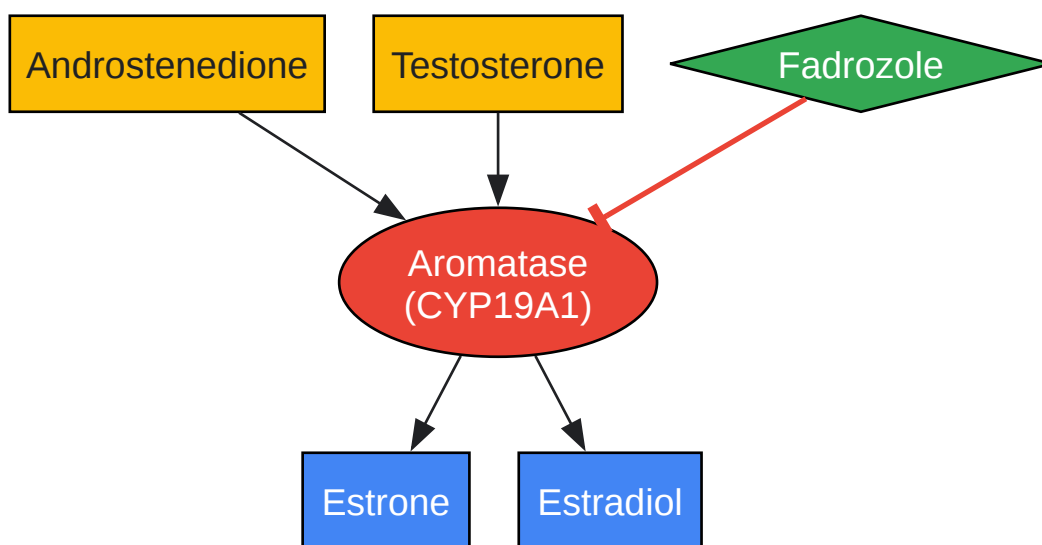 Androstenedione
Testosterone
Fadrozole
Aromatase
(CYP19A1)
Estrone
Estradiol